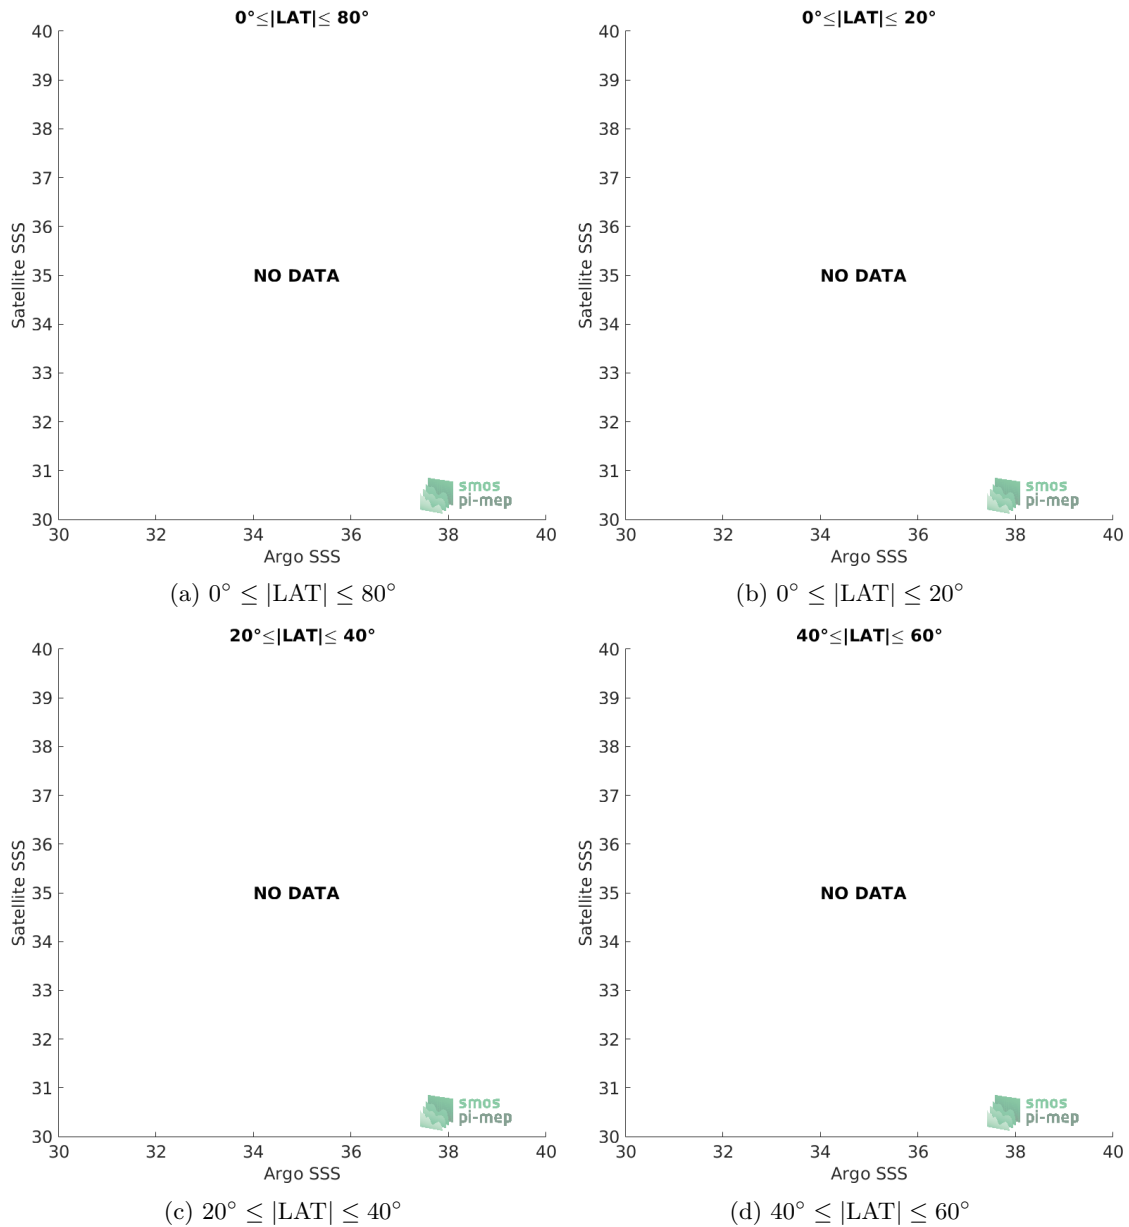 0°≤|LAT|≤ 80°
40
39
38
37
36
35
34
33
32
31
30
Satellite SSS
NO DATA
smos
pi-mep
30 32 34 36 38 40
Argo SSS
(a) 0° ≤ |LAT| ≤ 80°
0°≤|LAT|≤ 20°
40
39
38
37
36
35
34
33
32
31
30
Satellite SSS
NO DATA
smos
pi-mep
30 32 34 36 38 40
Argo SSS
(b) 0° ≤ |LAT| ≤ 20°
20°≤|LAT|≤ 40°
40
39
38
37
36
35
34
33
32
31
30
Satellite SSS
NO DATA
smos
pi-mep
30 32 34 36 38 40
Argo SSS
(c) 20° ≤ |LAT| ≤ 40°
40°≤|LAT|≤ 60°
40
39
38
37
36
35
34
33
32
31
30
Satellite SSS
NO DATA
smos
pi-mep
30 32 34 36 38 40
Argo SSS
(d) 40° ≤ |LAT| ≤ 60°